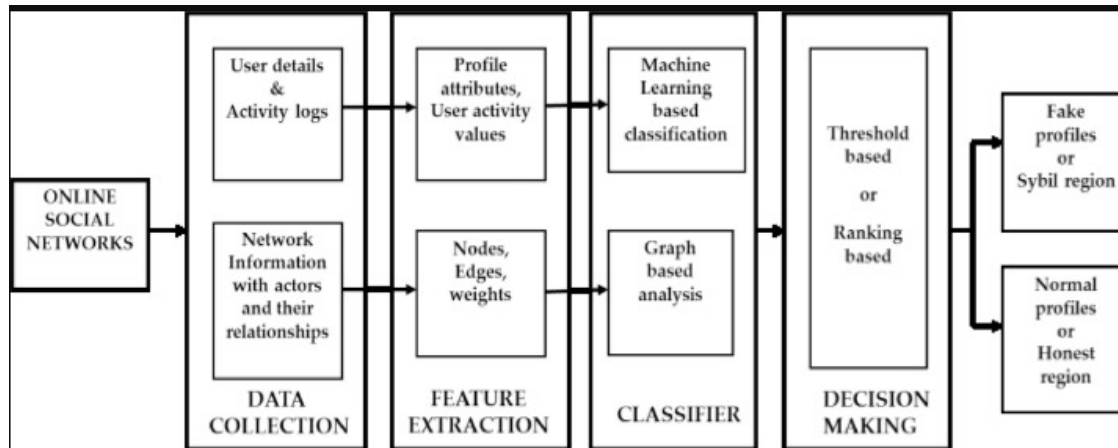 ONLINE
SOCIAL
NETWORKS
User details
&
Activity logs
Network
Information
with actors
and their
relationships
DATA
COLLECTION
Profile
attributes,
User activity
values
Nodes,
Edges,
weights
FEATURE
EXTRACTION
Machine
Learning
based
classification
Graph
based
analysis
CLASSIFIER
Threshold
based
or
Ranking
based
DECISION
MAKING
Fake
profiles
or
Sybil region
Normal
profiles
or
Honest
region